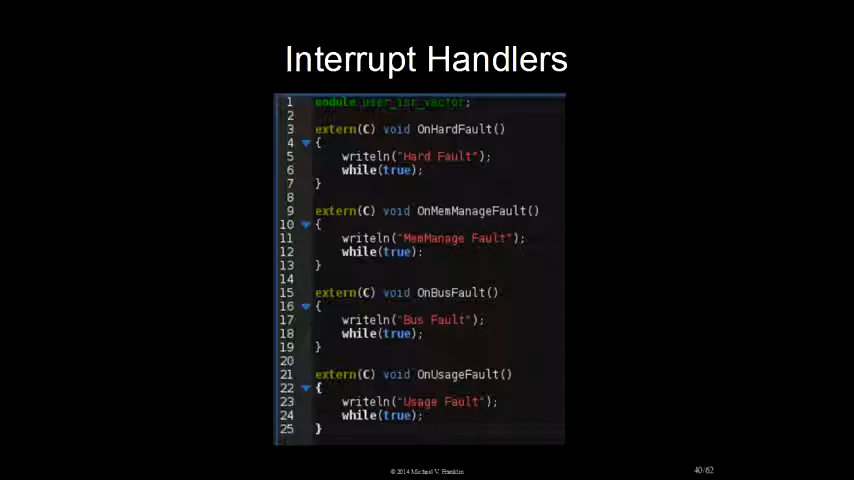 Interrupt Handlers
1 module user_isr_vector;
2
3 extern(C) void OnHardFault()
4 {
5     writeln("Hard Fault");
6     while(true);
7 }
8
9 extern(C) void OnMemManageFault()
10 {
11     writeln("MemManage Fault");
12     while(true);
13 }
14
15 extern(C) void OnBusFault()
16 {
17     writeln("Bus Fault");
18     while(true);
19 }
20
21 extern(C) void OnUsageFault()
22 {
23     writeln("Usage Fault");
24     while(true);
25 }
© 2014 Michael V. Franklin
40/62